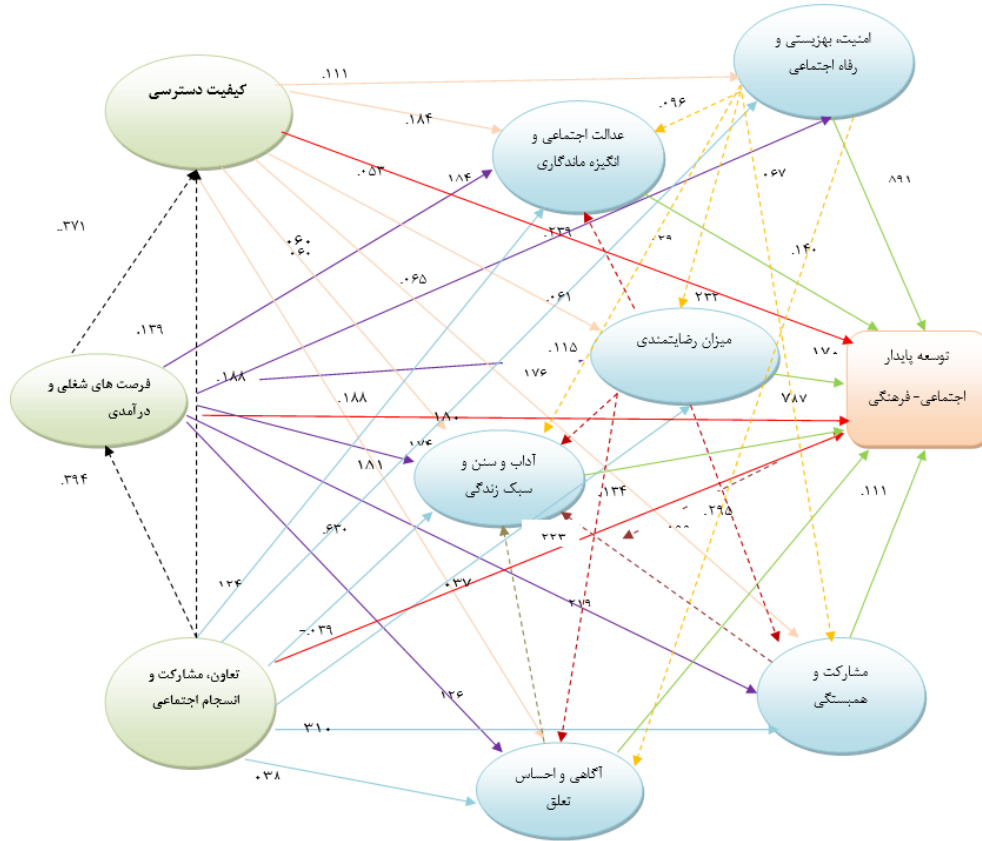 امنیت، بهزیستی و
رفاه اجتماعی
.۱۱۱
کیفیت دسترسی
.۰۹۶
.۱۸۴
عدالت اجتماعی و
انگیزه ماندگاری
.۰۵۳
۱۸۴
۰۶۷
۸۹۱
..۳۷۱
.۲۳۹
.۱۴۰
۰۶۰
.۰۶۰
.۰۶۵
.۰۶۱
۲۳۲
.۱۳۹
میزان رضایتمندی
.۱۱۵
۱۷۰
توسعه پایدار
اجتماعی- فرهنگی
۱۷۶
.۱۸۸
۷۸۷
فرصت های شغلی و
درآمدی
.۱۸۸
۱۸۰
۱۷۴
آداب و سنن و
سبک زندگی
۱۸۱
.۳۹۴
.۱۳۴
.۱۱۱
.۲۹۵
.۶۳۰
۲۲۳
۱۲۴
۰۳۷
-.۰۳۹
۲۷۹
تعاون، مشارکت و
انسجام اجتماعی
مشارکت و
همبستگی
۱۲۶
۳۱۰
۰۳۸
آگاهی و احساس
تعلق